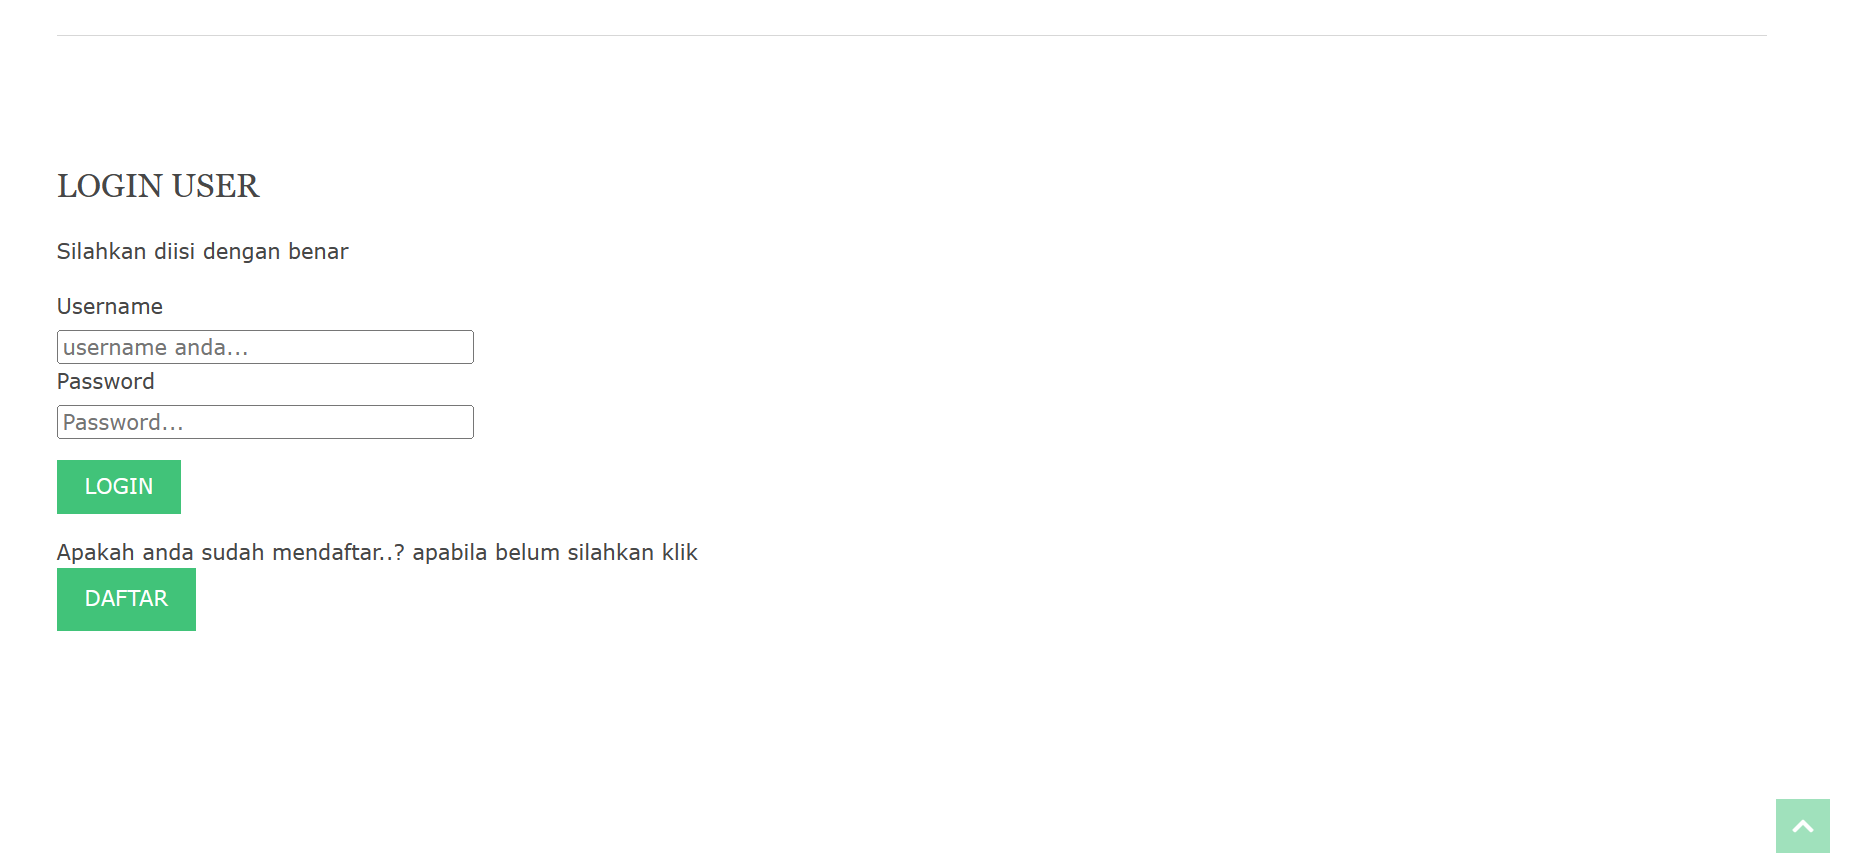 LOGIN USER
Silahkan diisi dengan benar
Username
username anda...
Password
Password...
LOGIN
Apakah anda sudah mendaftar..? apabila belum silahkan klik
DAFTAR